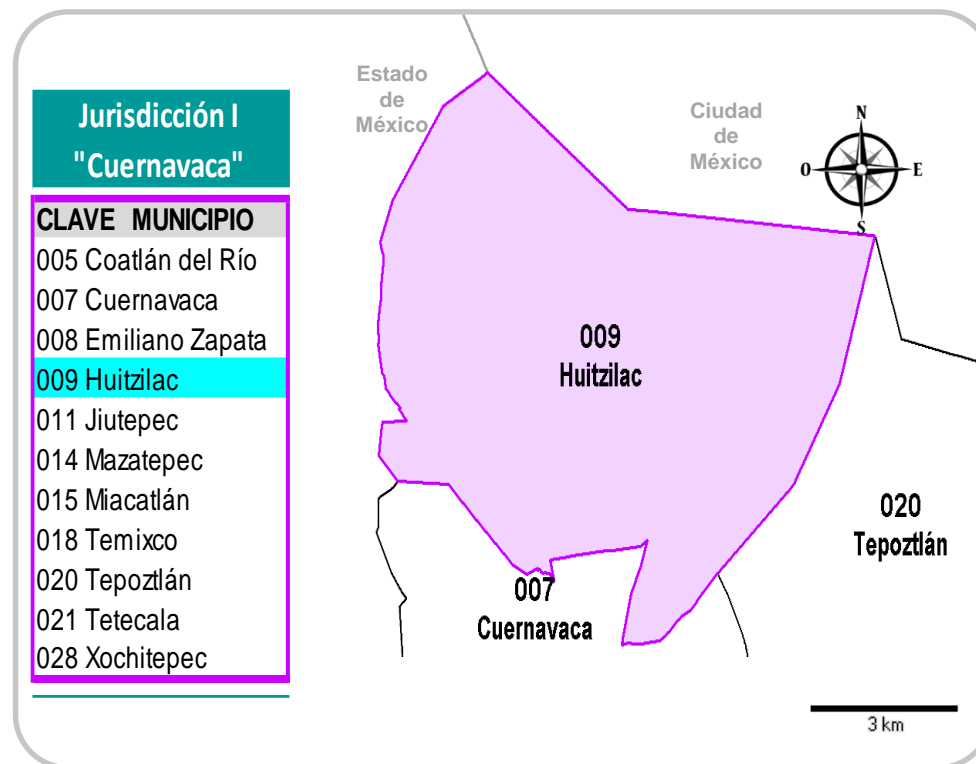 Jurisdicción I
"Cuernavaca"
CLAVE MUNICIPIO
005 Coatlán del Río
007 Cuernavaca
008 Emiliano Zapata
009 Huitzilac
011 Jiutepec
014 Mazatepec
015 Miacatlán
018 Temixco
020 Tepoztlán
021 Tetecala
028 Xochitepec
Estado
de
México
Ciudad
de
México
N
O
E
S
009
Huitzilac
020
Tepoztlán
007
Cuernavaca
3 km